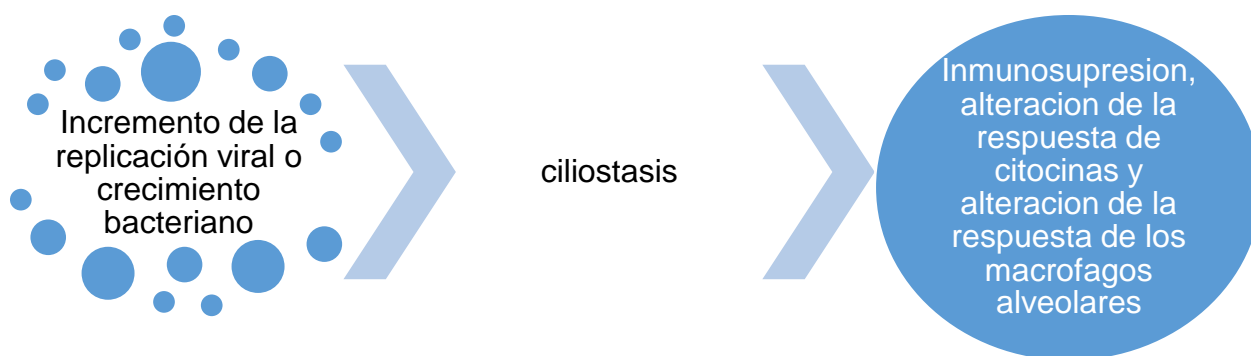 Incremento de la
replicación viral o
crecimiento
bacteriano
ciliostasis
Inmunosupresion,
alteracion de la
respuesta de
citocinas y
alteracion de la
respuesta de los
macrofagos
alveolares